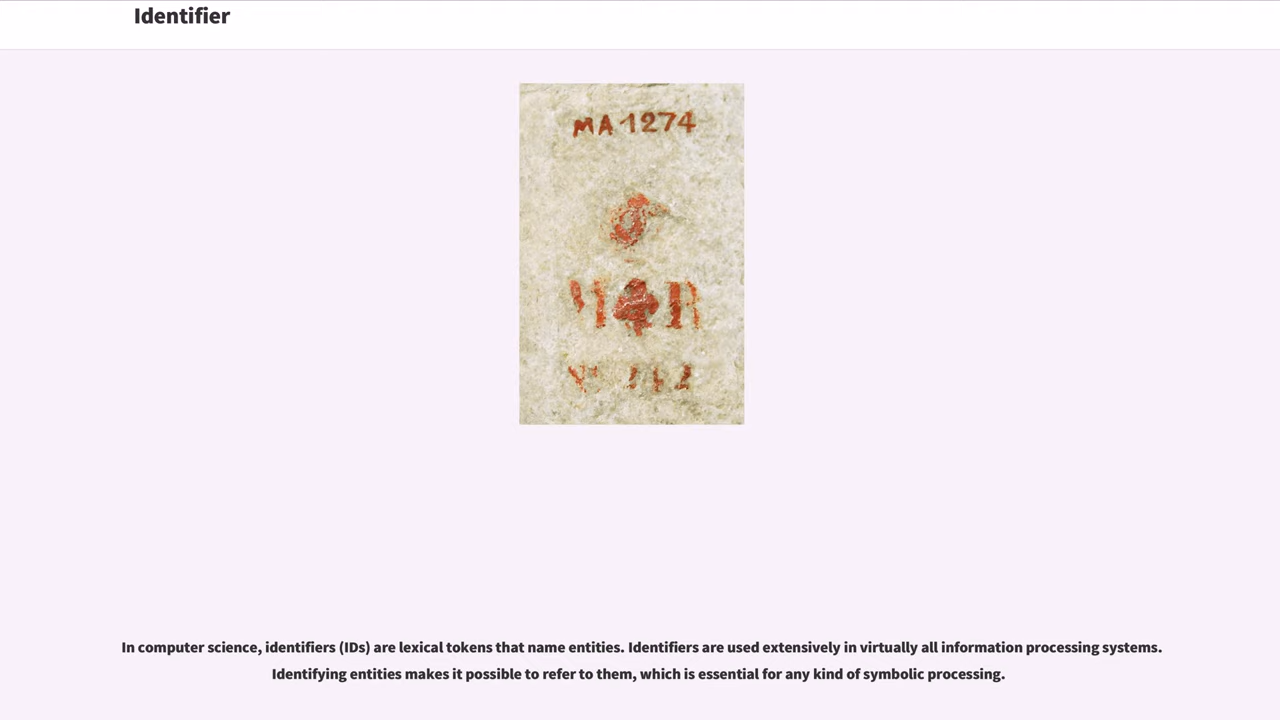 Identifier
MA 1274
R
In computer science, identifiers (IDs) are lexical tokens that name entities. Identifiers are used extensively in virtually all information processing systems.
Identifying entities makes it possible to refer to them, which is essential for any kind of symbolic processing.